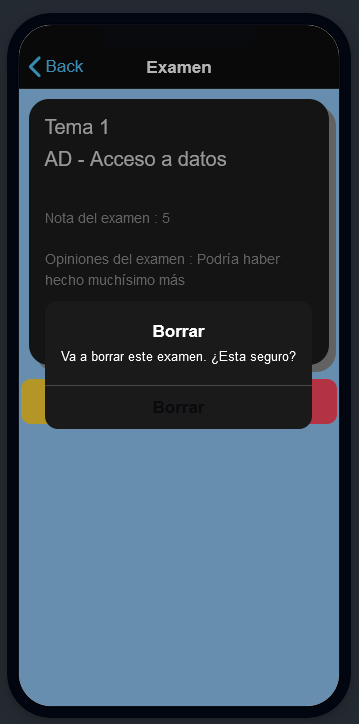 Back
Examen
Tema 1
AD - Acceso a datos
Nota del examen : 5
Opiniones del examen : Podría haber
hecho muchísimo más
Borrar
Va a borrar este examen. ¿Esta seguro?
Borrar